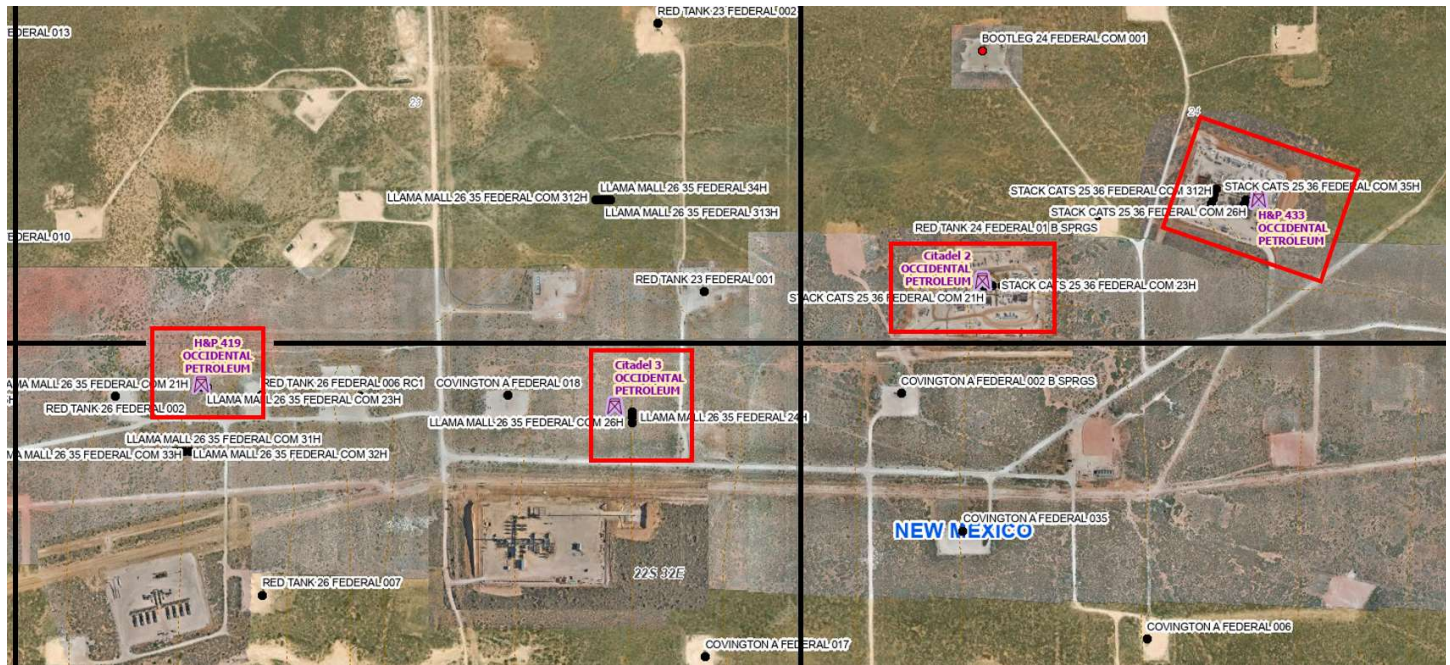 RED TANK 23 FEDERAL 002
EDERAL 013
BOOTLEG 24 FEDERAL COM 001
23
24
LLAMA MALL 26 35 FEDERAL 34H
LLAMA MALL 26 35 FEDERAL COM 312H
LLAMA MALL 26 35 FEDERAL 313H
STACK CATS 25 36 FEDERAL COM 312H
STACK CATS 25 36 FEDERAL COM 35H
STACK CATS 25 36 FEDERAL COM 26H
H&P 433
OCCIDENTAL
PETROLEUM
RED TANK 24 FEDERAL 01 B SPRGS
EDERAL 010
Citadel 2
OCCIDENTAL
PETROLEUM
RED TANK 23 FEDERAL 001
STACK CATS 25 36 FEDERAL COM 23H
STACK CATS 25 36 FEDERAL COM 21H
H&P 419
OCCIDENTAL
PETROLEUM
Citadel 3
OCCIDENTAL
PETROLEUM
AMA MALL 26 35 FEDERAL COM 21H
RED TANK 26 FEDERAL 006 RC1
COVINGTON A FEDERAL 018
COVINGTON A FEDERAL 002 B SPRGS
LLAMA MALL 26 35 FEDERAL COM 23H
RED TANK 26 FEDERAL 002
LLAMA MALL 26 35 FEDERAL COM 26H
LLAMA MALL 26 35 FEDERAL 24H
LLAMA MALL 26 35 FEDERAL COM 31H
MA MALL 26 35 FEDERAL COM 33H
LLAMA MALL 26 35 FEDERAL COM 32H
COVINGTON A FEDERAL 035
NEW MEXICO
22S 32E
RED TANK 26 FEDERAL 007
COVINGTON A FEDERAL 006
COVINGTON A FEDERAL 017